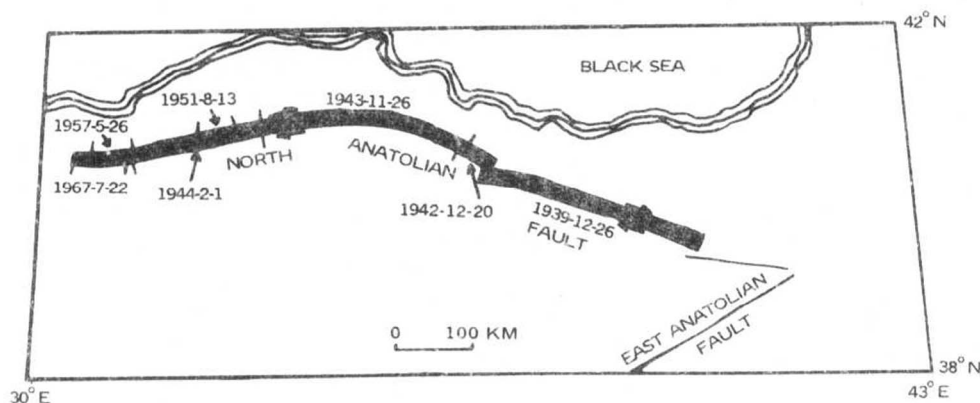 42° N
BLACK SEA
1951-8-13
1943-11-26
1957-5-26
NORTH
ANATOLIAN
1967-7-22
1944-2-1
1942-12-20
1939-12-26
FAULT
0 100 KM
EAST ANATOLIAN
FAULT
38° N
30° E
43° E